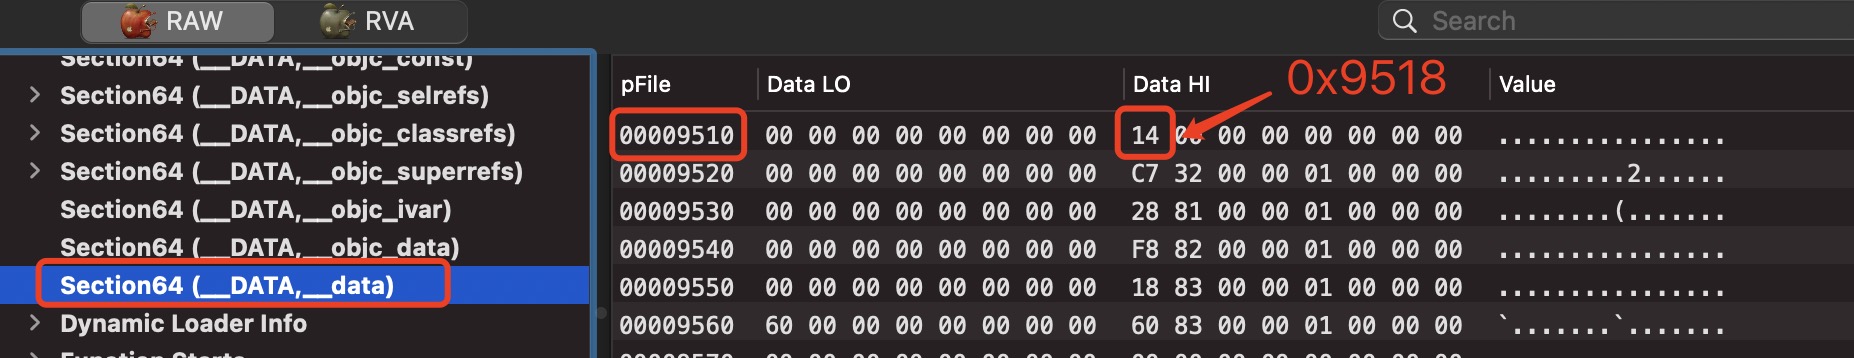 RAW RVA Search
Section64 (__DATA,__objc_const)
Section64 (__DATA,__objc_selrefs)
Section64 (__DATA,__objc_classrefs)
Section64 (__DATA,__objc_superrefs)
Section64 (__DATA,__objc_ivar)
Section64 (__DATA,__objc_data)
Section64 (__DATA,__data)
Dynamic Loader Info
Function Starts
pFile Data LO Data HI 0x9518 Value
00009510 00 00 00 00 00 00 00 00 14 00 00 00 00 00 00 00 ................
00009520 00 00 00 00 00 00 00 00 C7 32 00 00 01 00 00 00 .........2......
00009530 00 00 00 00 00 00 00 00 28 81 00 00 01 00 00 00 ........(.......
00009540 00 00 00 00 00 00 00 00 F8 82 00 00 01 00 00 00 ................
00009550 00 00 00 00 00 00 00 00 18 83 00 00 01 00 00 00 ................
00009560 60 00 00 00 00 00 00 00 60 83 00 00 01 00 00 00 `.......`.......